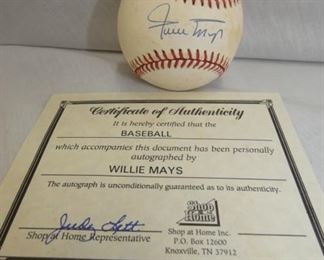 Willie Mays
Certificate of Authenticity
It is hereby certified that the
BASEBALL
which accompanies this document has been personally
autographed by
WILLIE MAYS
The autograph is unconditionally guaranteed as to its authenticity.
Shop at Home
Shop at Home Representative
Shop at Home Inc.
P.O. Box 12600
Knoxville, TN 37912